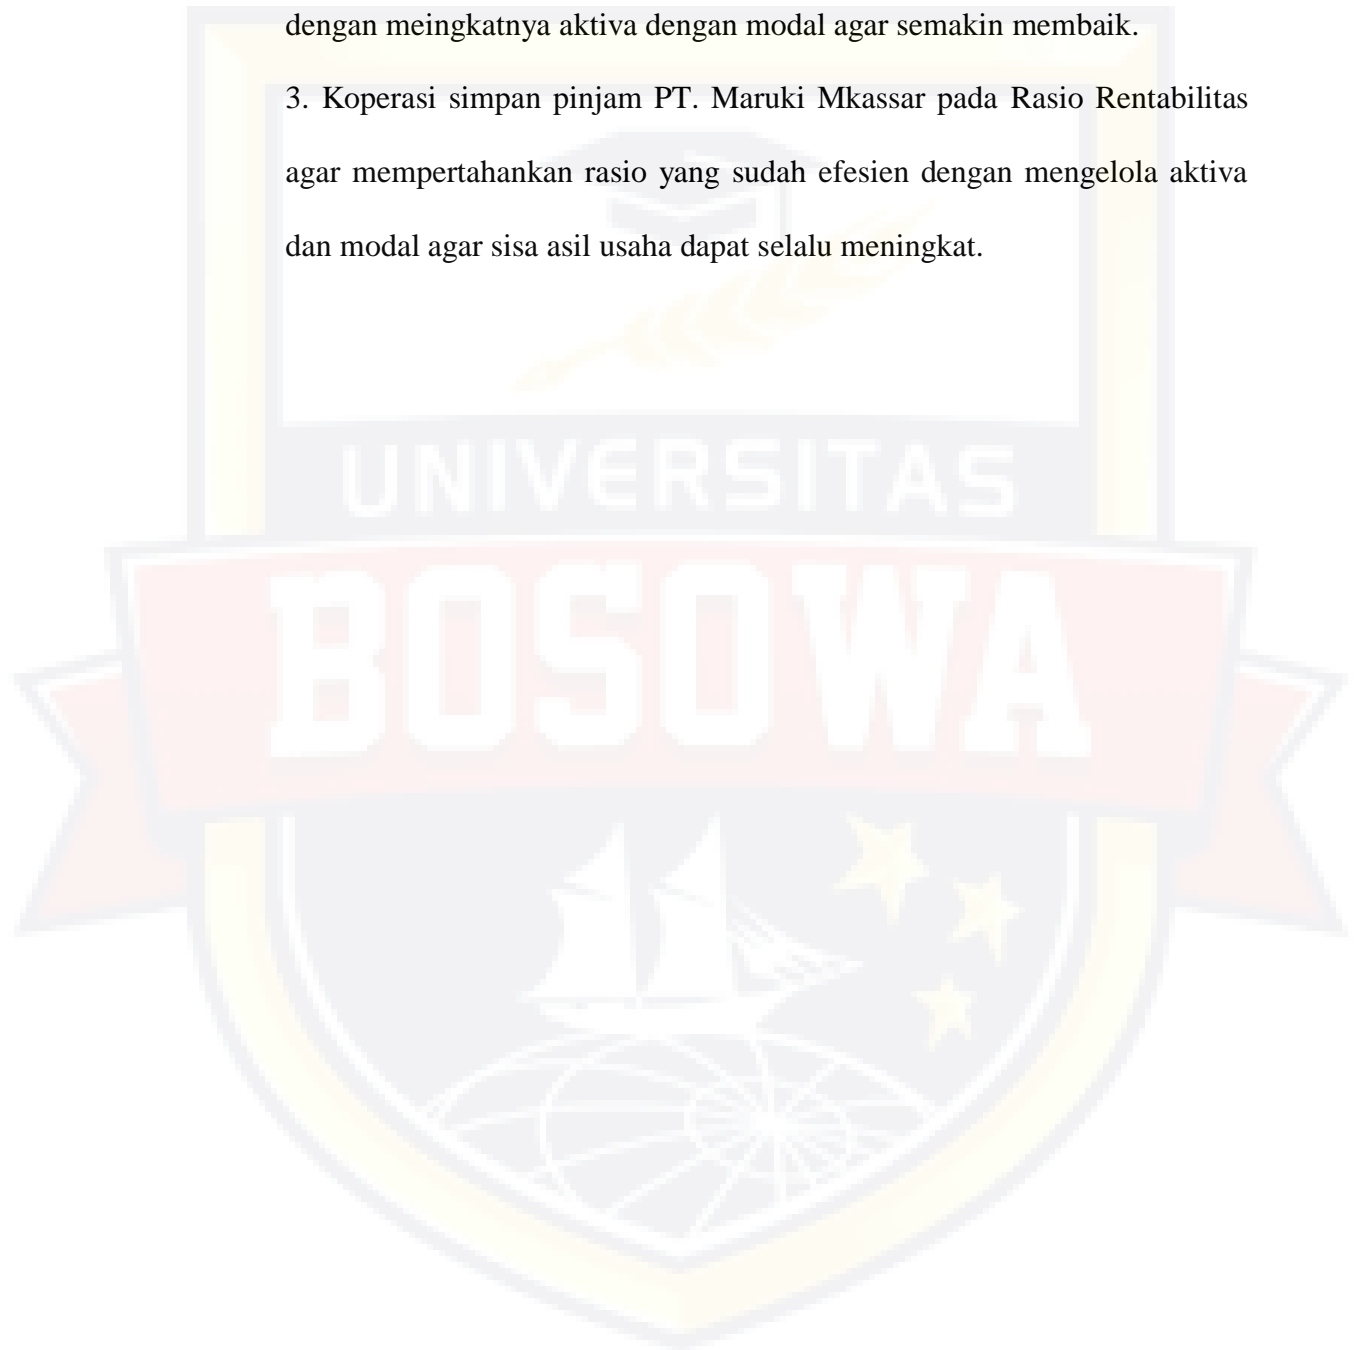 dengan meingkatnya aktiva dengan modal agar semakin membaik.
3. Koperasi simpan pinjam PT. Maruki Mkassar pada Rasio Rentabilitas
agar mempertahankan rasio yang sudah efesien dengan mengelola aktiva
dan modal agar sisa asil usaha dapat selalu meningkat.
UNIVERSITAS
BOSOWA